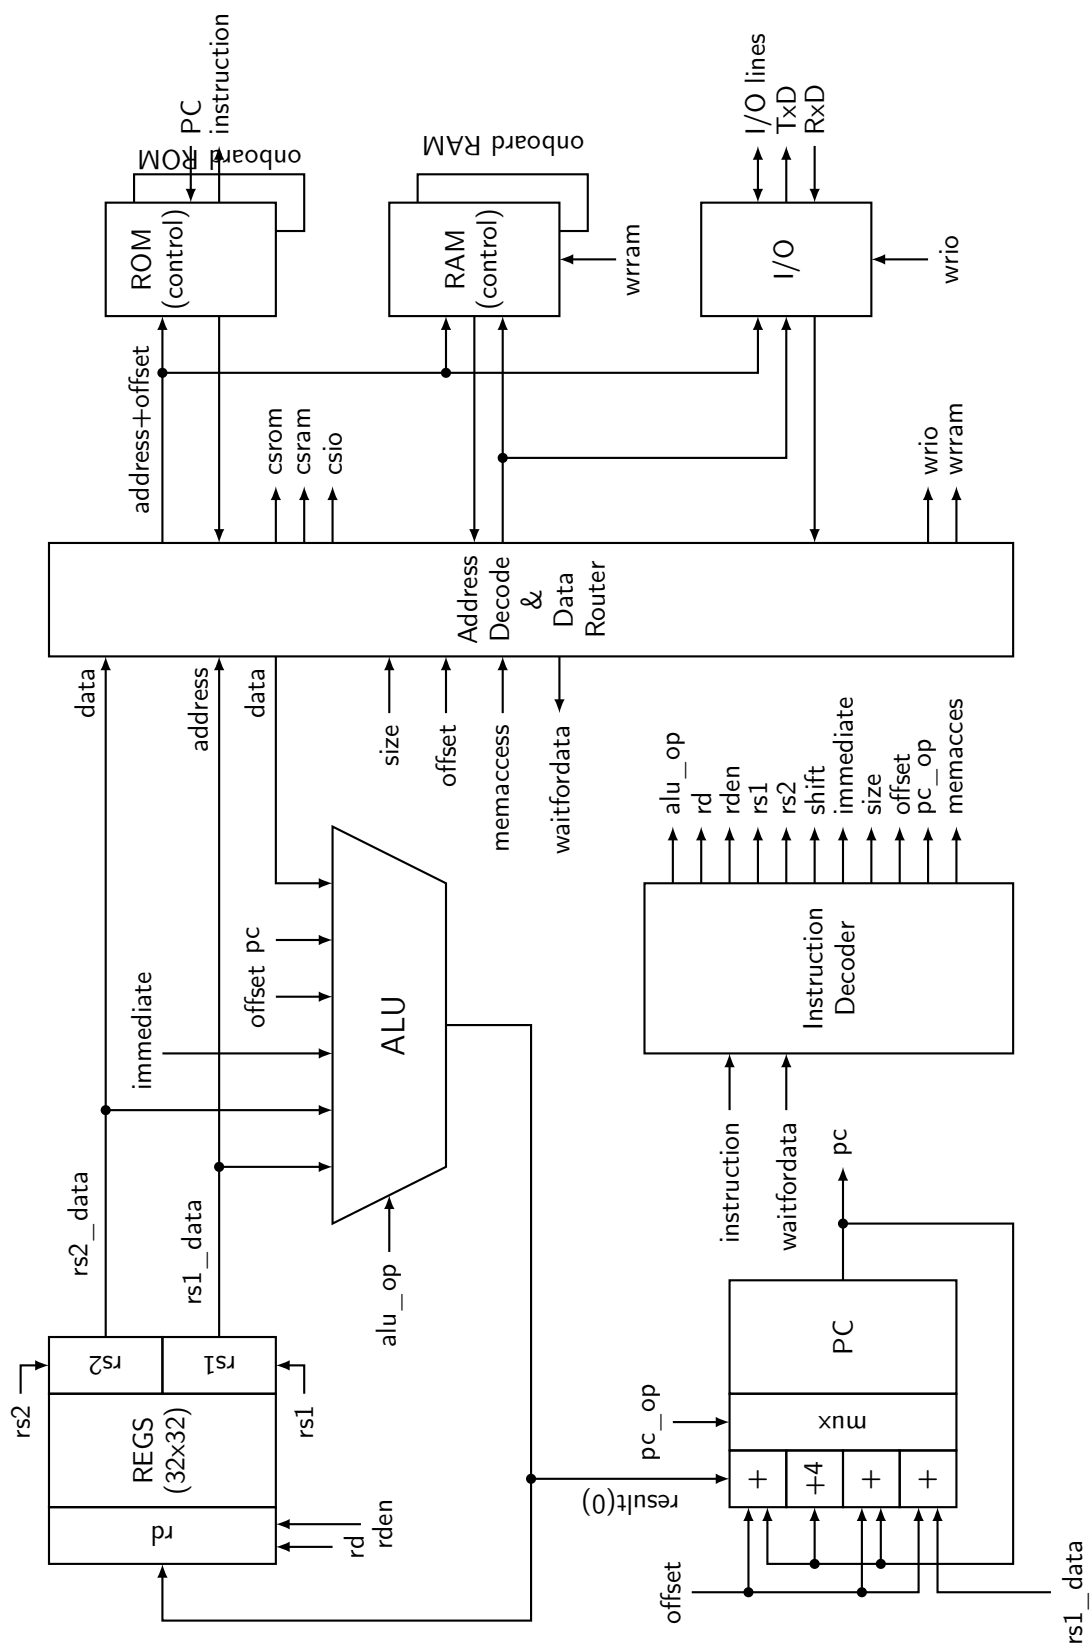 rs2
rs2
rs1
rs1
REGS
(32x32)
rd
rd
rden
rs2_data
rs1_data
immediate
offset
pc
data
address
data
alu_op
ALU
size
offset
memaccess
waitfordata
Address
Decode
&
Data
Router
address+offset
csrom
csram
csio
wrio
wrram
ROM
(control)
onboard ROM
PC
instruction
RAM
(control)
onboard RAM
wrram
I/O
I/O lines
TxD
RxD
wrio
result(0)
pc_op
offset
rs1_data
+
+4
+
+
mux
PC
pc
instruction
waitfordata
Instruction
Decoder
alu_op
rd
rden
rs1
rs2
shift
immediate
size
offset
pc_op
memacces